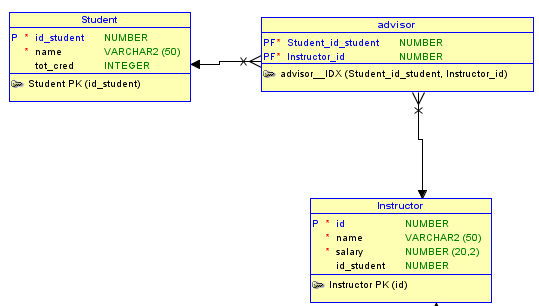 Student
P * id_student NUMBER
* name VARCHAR2 (50)
tot_cred INTEGER
Student PK (id_student)
advisor
PF* Student_id_student NUMBER
PF* Instructor_id NUMBER
advisor__IDX (Student_id_student, Instructor_id)
Instructor
P * id NUMBER
* name VARCHAR2 (50)
* salary NUMBER (20,2)
id_student NUMBER
Instructor PK (id)